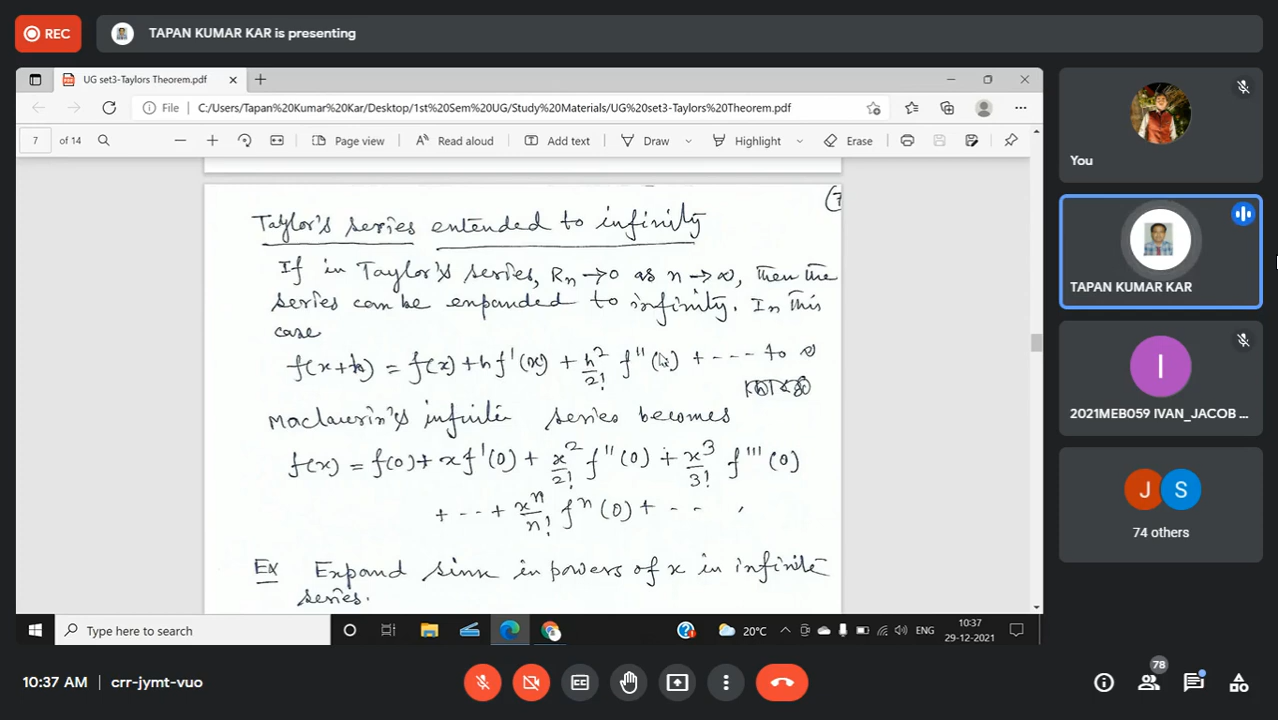 REC
TAPAN KUMAR KAR is presenting
UG set3-Taylors Theorem.pdf
File
C:/Users/Tapan%20Kumar%20Kar/Desktop/1st%20Sem%20UG/Study%20Materials/UG%20set3-Taylors%20Theorem.pdf
7 of 14
Page view
Read aloud
Add text
Draw
Highlight
Erase
(7
Taylor's series entended to infinity
If in Taylor's series, Rn → 0 as n → ∞, then the
series can be enpanded to infinity. In this
case
f(x+h) = f(x) + h f'(x) + h²/2! f''(x) + ---- to ∞
Maclaurin's infinite series becomes
f(x) = f(0) + x f'(0) + x²/2! f''(0) + x³/3! f'''(0)
+ --- + xⁿ/n! fⁿ(0) + -- ,
Ex Expand sinx in powers of x in infinite
series.
Type here to search
20°C
ENG
10:37
29-12-2021
You
TAPAN KUMAR KAR
I
2021MEB059 IVAN_JACOB ...
J S
74 others
10:37 AM | crr-jymt-vuo
CC
78